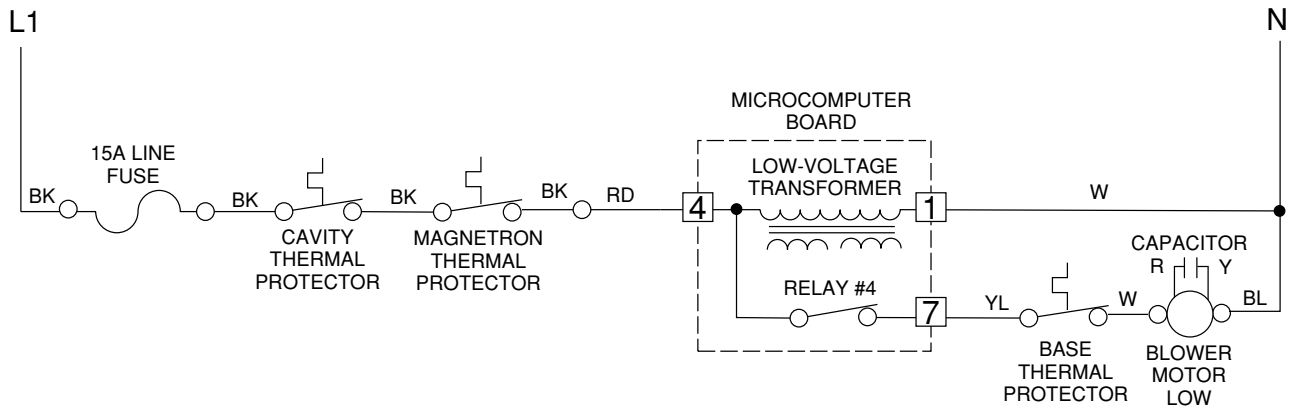 L1
N
MICROCOMPUTER
BOARD
15A LINE
FUSE
LOW-VOLTAGE
TRANSFORMER
BK
BK
BK
BK
RD
4
1
W
CAVITY
THERMAL
PROTECTOR
MAGNETRON
THERMAL
PROTECTOR
CAPACITOR
R
Y
RELAY #4
7
YL
W
BL
BASE
THERMAL
PROTECTOR
BLOWER
MOTOR
LOW